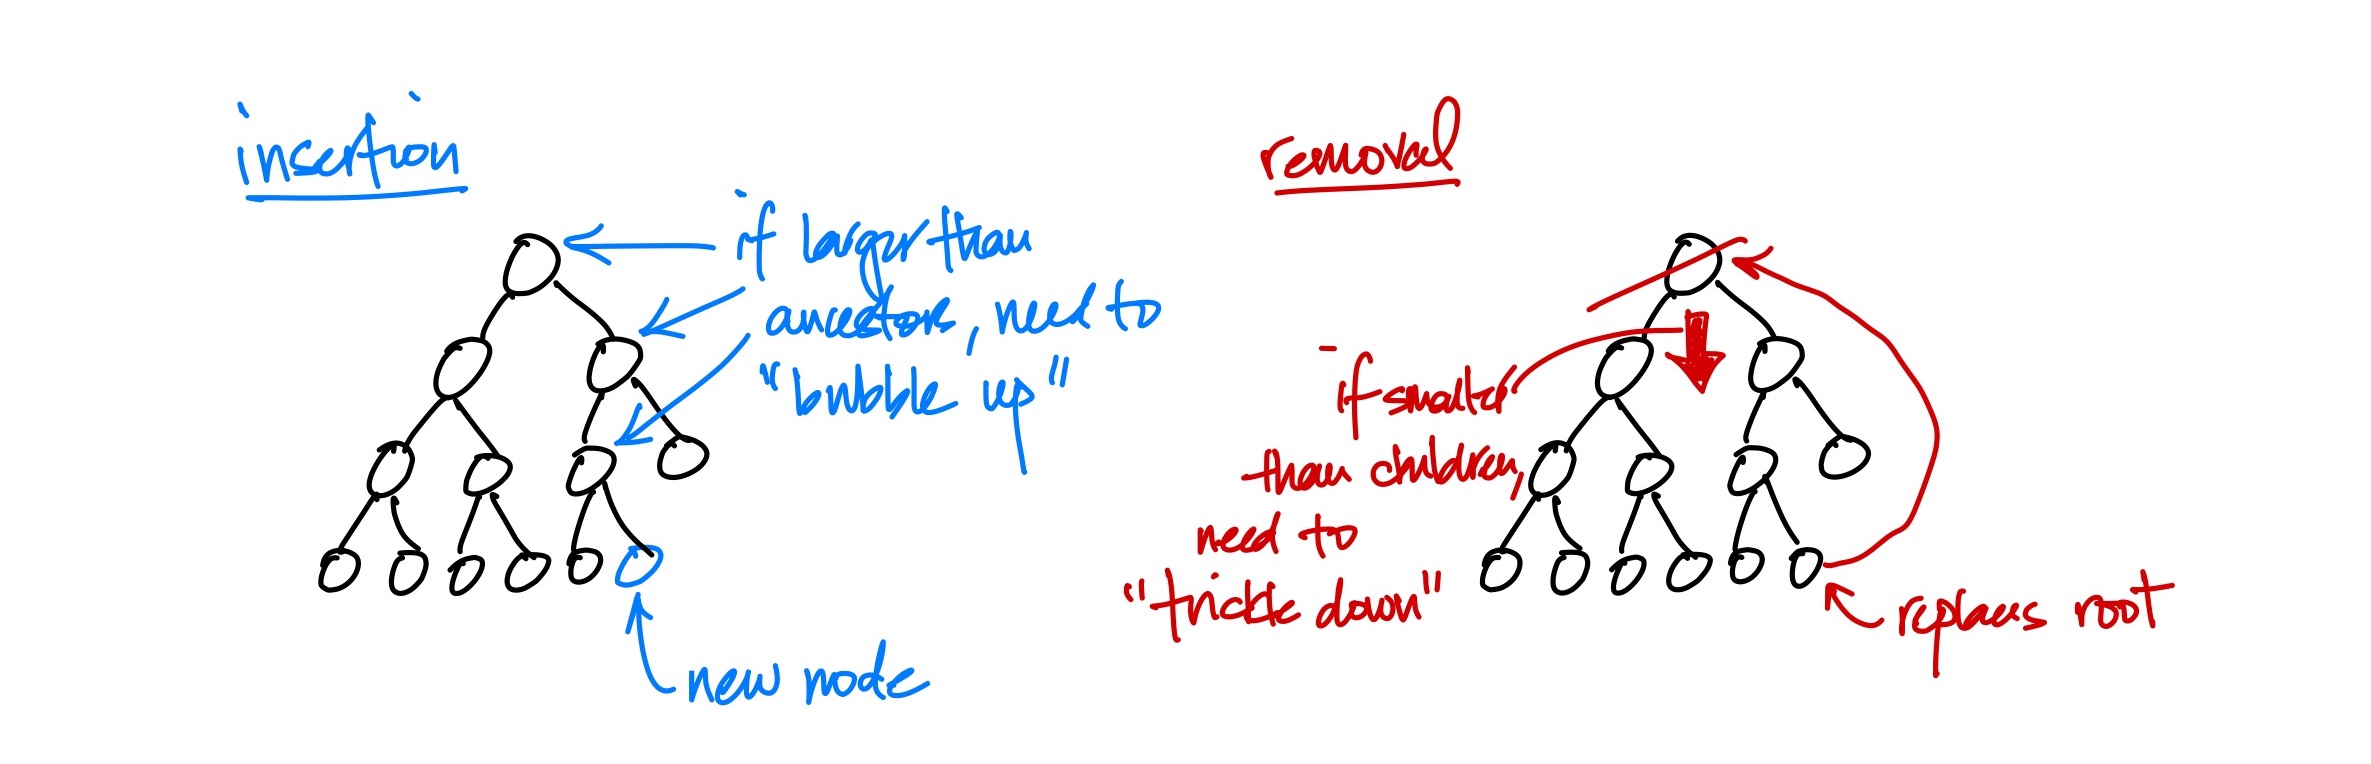 insertion
if larger than
ancestors, need to
"bubble up"
new node
removal
if smaller
than children,
need to
"trickle down"
replaces root